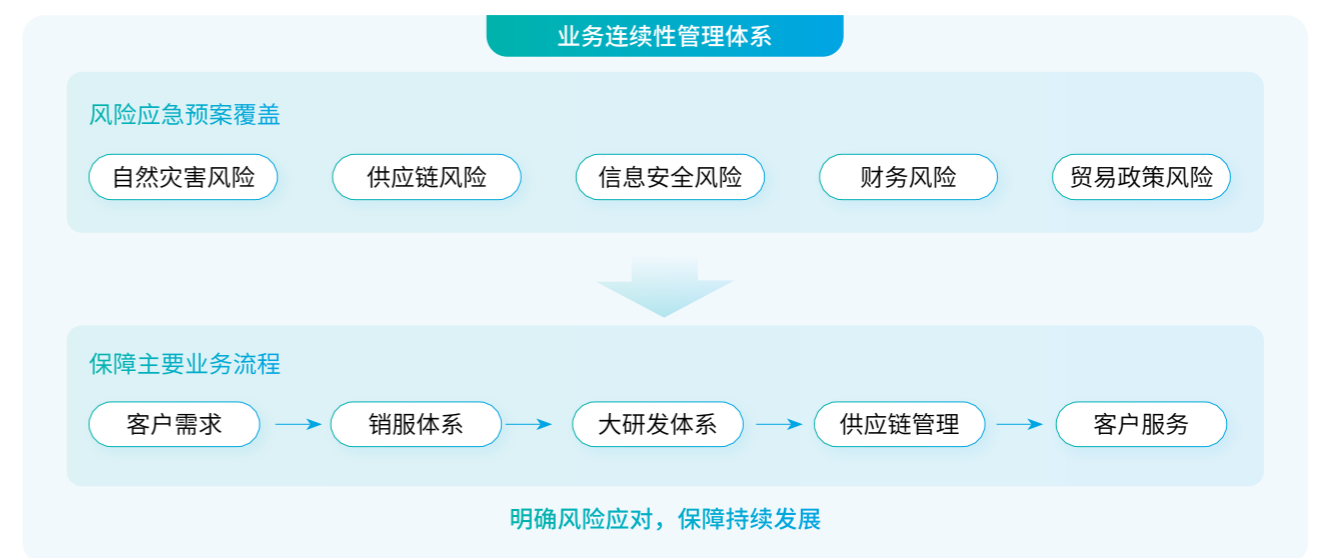 业务连续性管理体系
风险应急预案覆盖
自然灾害风险 供应链风险 信息安全风险 财务风险 贸易政策风险
保障主要业务流程
客户需求 销服体系 大研发体系 供应链管理 客户服务
明确风险应对，保障持续发展